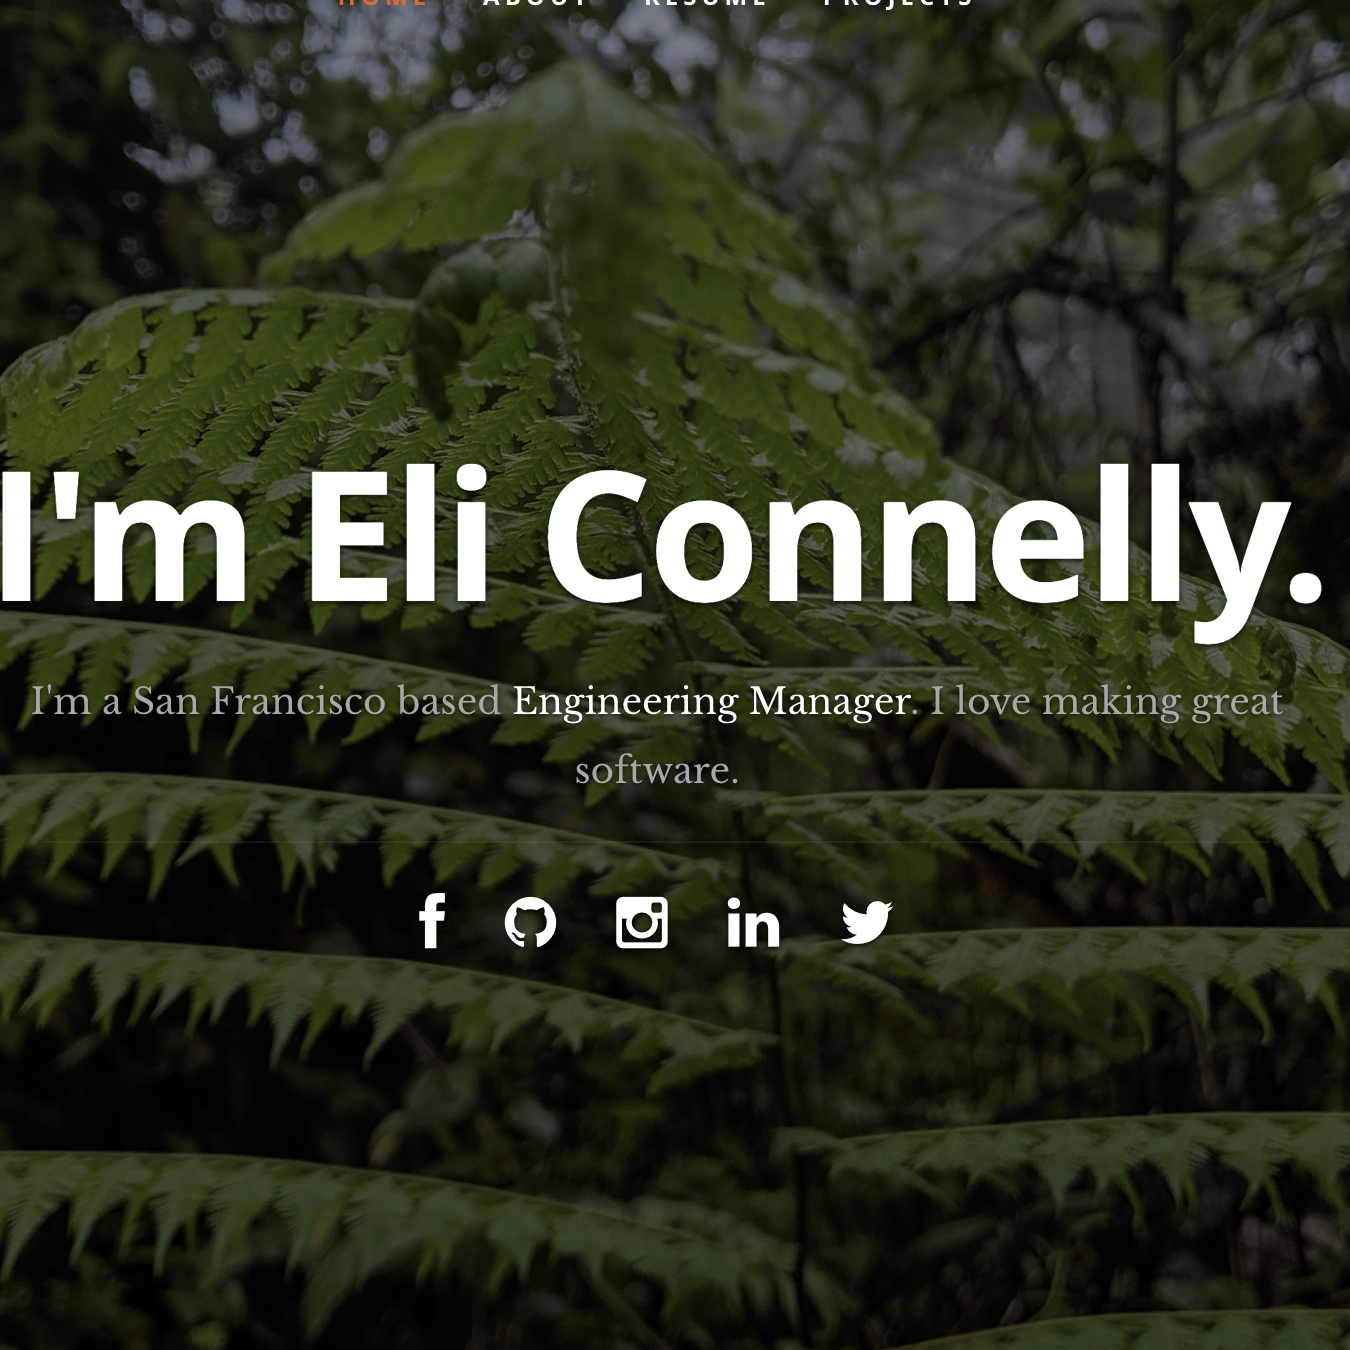 HOME ABOUT RESUME PROJECTS
I'm Eli Connelly.
I'm a San Francisco based Engineering Manager. I love making great
software.